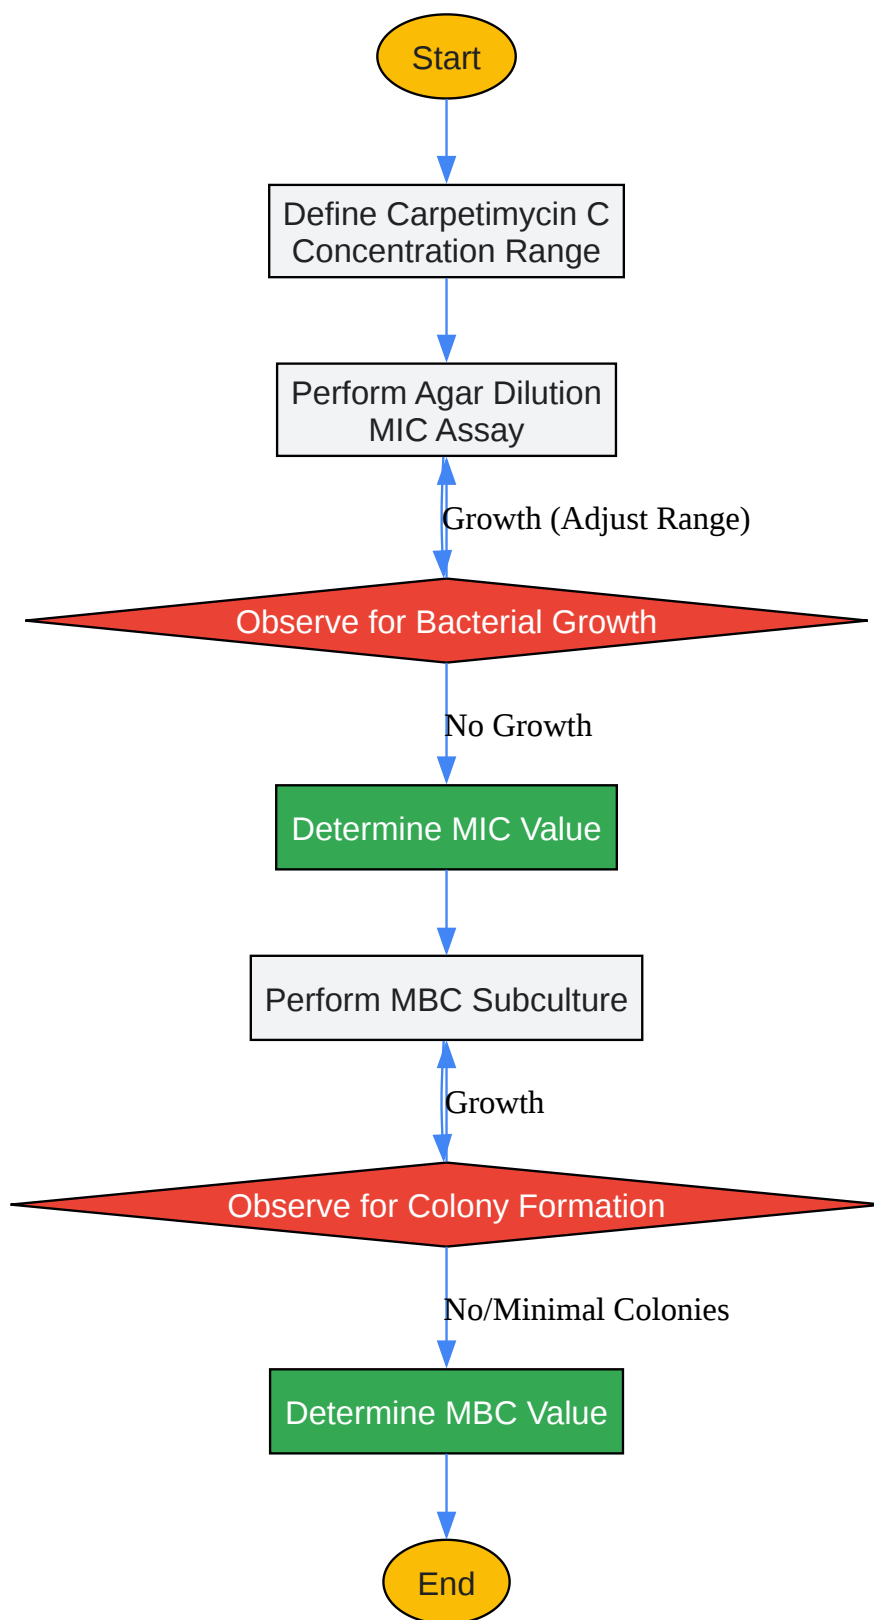 Start
Define Carpetimycin C
Concentration Range
Perform Agar Dilution
MIC Assay
Growth (Adjust Range)
Observe for Bacterial Growth
No Growth
Determine MIC Value
Perform MBC Subculture
Growth
Observe for Colony Formation
No/Minimal Colonies
Determine MBC Value
End